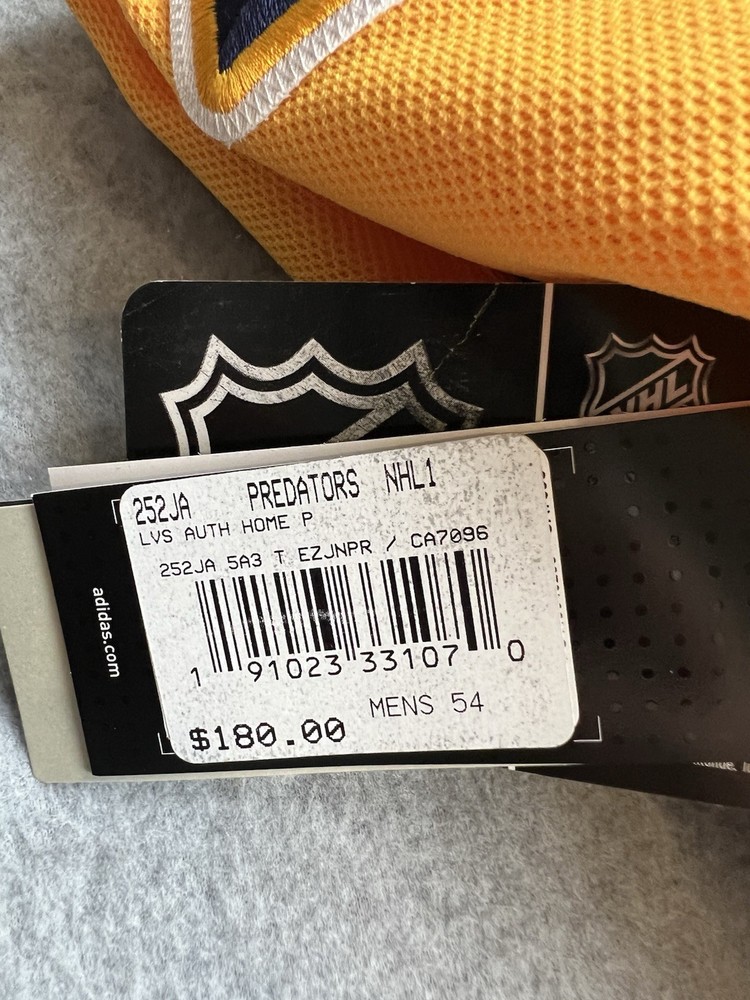 NHL
252JA PREDATORS NHL1
LVS AUTH HOME P
252JA 5A3 T EZJNPR / CA7096
1 91023 33107 0
MENS 54
$180.00
adidas.com